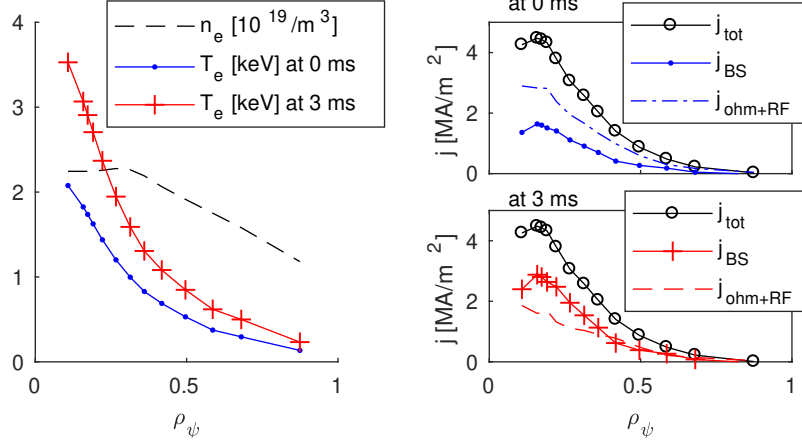 n_e [10^19/m^3]
T_e [keV] at 0 ms
T_e [keV] at 3 ms
4
3
2
1
0
0
0.5
1
ρ_ψ
at 0 ms
j_tot
j_BS
j_ohm+RF
j [MA/m^2]
4
2
0
at 3 ms
j_tot
j_BS
j_ohm+RF
j [MA/m^2]
4
2
0
0
0.5
1
ρ_ψ